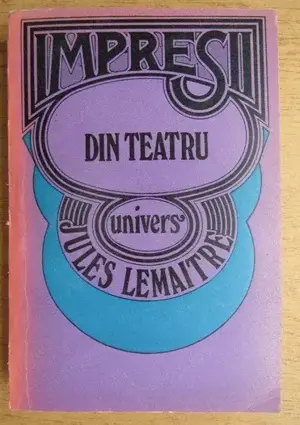 IMPRESII
DIN TEATRU
univers
JULES LEMAITRE